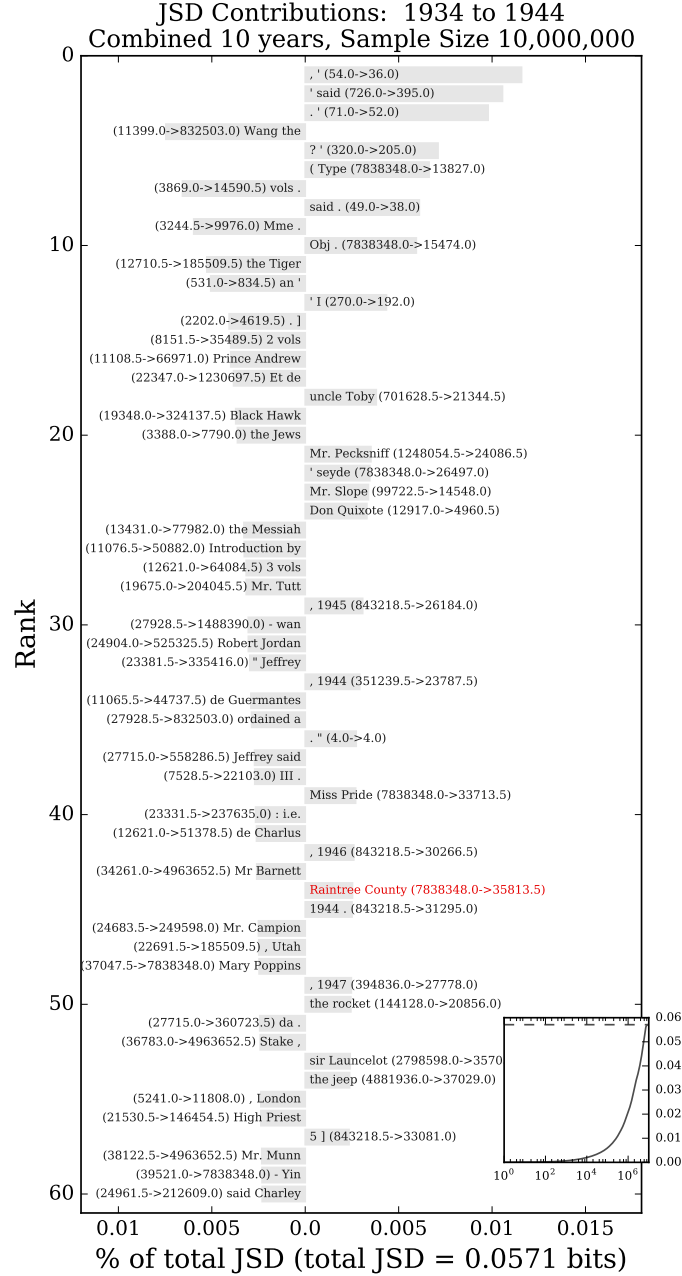 JSD Contributions:  1934 to 1944
Combined 10 years, Sample Size 10,000,000
0
, ' (54.0->36.0)
' said (726.0->395.0)
. ' (71.0->52.0)
(11399.0->832503.0) Wang the
? ' (320.0->205.0)
( Type (7838348.0->13827.0)
(3869.0->14590.5) vols .
said . (49.0->38.0)
(3244.5->9976.0) Mme .
10
Obj . (7838348.0->15474.0)
(12710.5->185509.5) the Tiger
(531.0->834.5) an '
' I (270.0->192.0)
(2202.0->4619.5) . ]
(8151.5->35489.5) 2 vols
(11108.5->66971.0) Prince Andrew
(22347.0->1230697.5) Et de
uncle Toby (701628.5->21344.5)
(19348.0->324137.5) Black Hawk
20
(3388.0->7790.0) the Jews
Mr. Pecksniff (1248054.5->24086.5)
' seyde (7838348.0->26497.0)
Mr. Slope (99722.5->14548.0)
Don Quixote (12917.0->4960.5)
(13431.0->77982.0) the Messiah
(11076.5->50882.0) Introduction by
(12621.0->64084.5) 3 vols
(19675.0->204045.5) Mr. Tutt
, 1945 (843218.5->26184.0)
30
(27928.5->1488390.0) - wan
(24904.0->525325.5) Robert Jordan
(23381.5->335416.0) " Jeffrey
, 1944 (351239.5->23787.5)
(11065.5->44737.5) de Guermantes
(27928.5->832503.0) ordained a
. " (4.0->4.0)
(27715.0->558286.5) Jeffrey said
(7528.5->22103.0) III .
Miss Pride (7838348.0->33713.5)
40
(23331.5->237635.0) : i.e.
(12621.0->51378.5) de Charlus
, 1946 (843218.5->30266.5)
(34261.0->4963652.5) Mr Barnett
Raintree County (7838348.0->35813.5)
1944 . (843218.5->31295.0)
(24683.5->249598.0) Mr. Campion
(22691.5->185509.5) , Utah
(37047.5->7838348.0) Mary Poppins
, 1947 (394836.0->27778.0)
50
the rocket (144128.0->20856.0)
(27715.0->360723.5) da .
(36783.0->4963652.5) Stake ,
sir Launcelot (2798598.0->3570
the jeep (4881936.0->37029.0)
(5241.0->11808.0) , London
(21530.5->146454.5) High Priest
5 ] (843218.5->33081.0)
(38122.5->4963652.5) Mr. Munn
(39521.0->7838348.0) - Yin
60
(24961.5->212609.0) said Charley
Rank
0.06
0.05
0.04
0.03
0.02
0.01
0.00
10^0 10^2 10^4 10^6
0.01 0.005 0.0 0.005 0.01 0.015
% of total JSD (total JSD = 0.0571 bits)